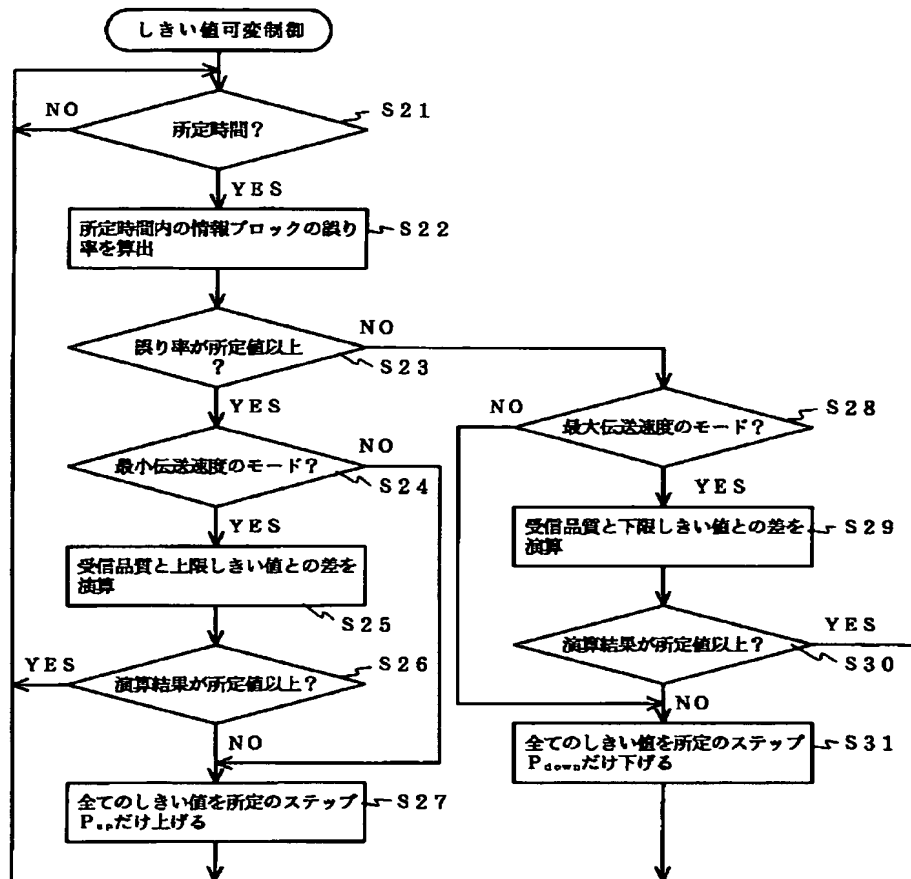 しきい値可変制御
NO
S21
所定時間？
YES
所定時間内の情報ブロックの誤り
率を算出
S22
NO
誤り率が所定値以上
？
S23
YES
NO
最小伝送速度のモード？
S24
YES
受信品質と上限しきい値との差を
演算
S25
YES
S26
演算結果が所定値以上？
NO
全てのしきい値を所定のステップ
Pupだけ上げる
S27
NO
S28
最大伝送速度のモード？
YES
受信品質と下限しきい値との差を
演算
S29
YES
演算結果が所定値以上？
S30
NO
全てのしきい値を所定のステップ
Pdownだけ下げる
S31